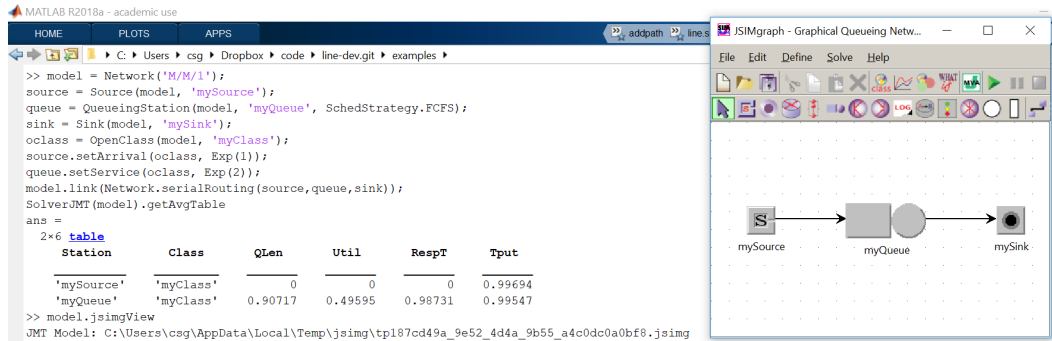 MATLAB R2018a - academic use
HOME PLOTS APPS
addpath line.s
C: Users csg Dropbox code line-dev.git examples
>> model = Network('M/M/1');
source = Source(model, 'mySource');
queue = QueueingStation(model, 'myQueue', SchedStrategy.FCFS);
sink = Sink(model, 'mySink');
oclass = OpenClass(model, 'myClass');
source.setArrival(oclass, Exp(1));
queue.setService(oclass, Exp(2));
model.link(Network.serialRouting(source,queue,sink));
SolverJMT(model).getAvgTable
ans =
2×6 table
Station Class QLen Util RespT Tput
'mySource' 'myClass' 0 0 0 0.99694
'myQueue' 'myClass' 0.90717 0.49595 0.98731 0.99547
>> model.jsimgView
JMT Model: C:\Users\csg\AppData\Local\Temp\jsimg\tp187cd49a_9e52_4d4a_9b55_a4c0dc0a0bf8.jsimg
JSIMgraph - Graphical Queueing Netw...
File Edit Define Solve Help
class WHAT IF MVA
LOG
S
mySource myQueue mySink